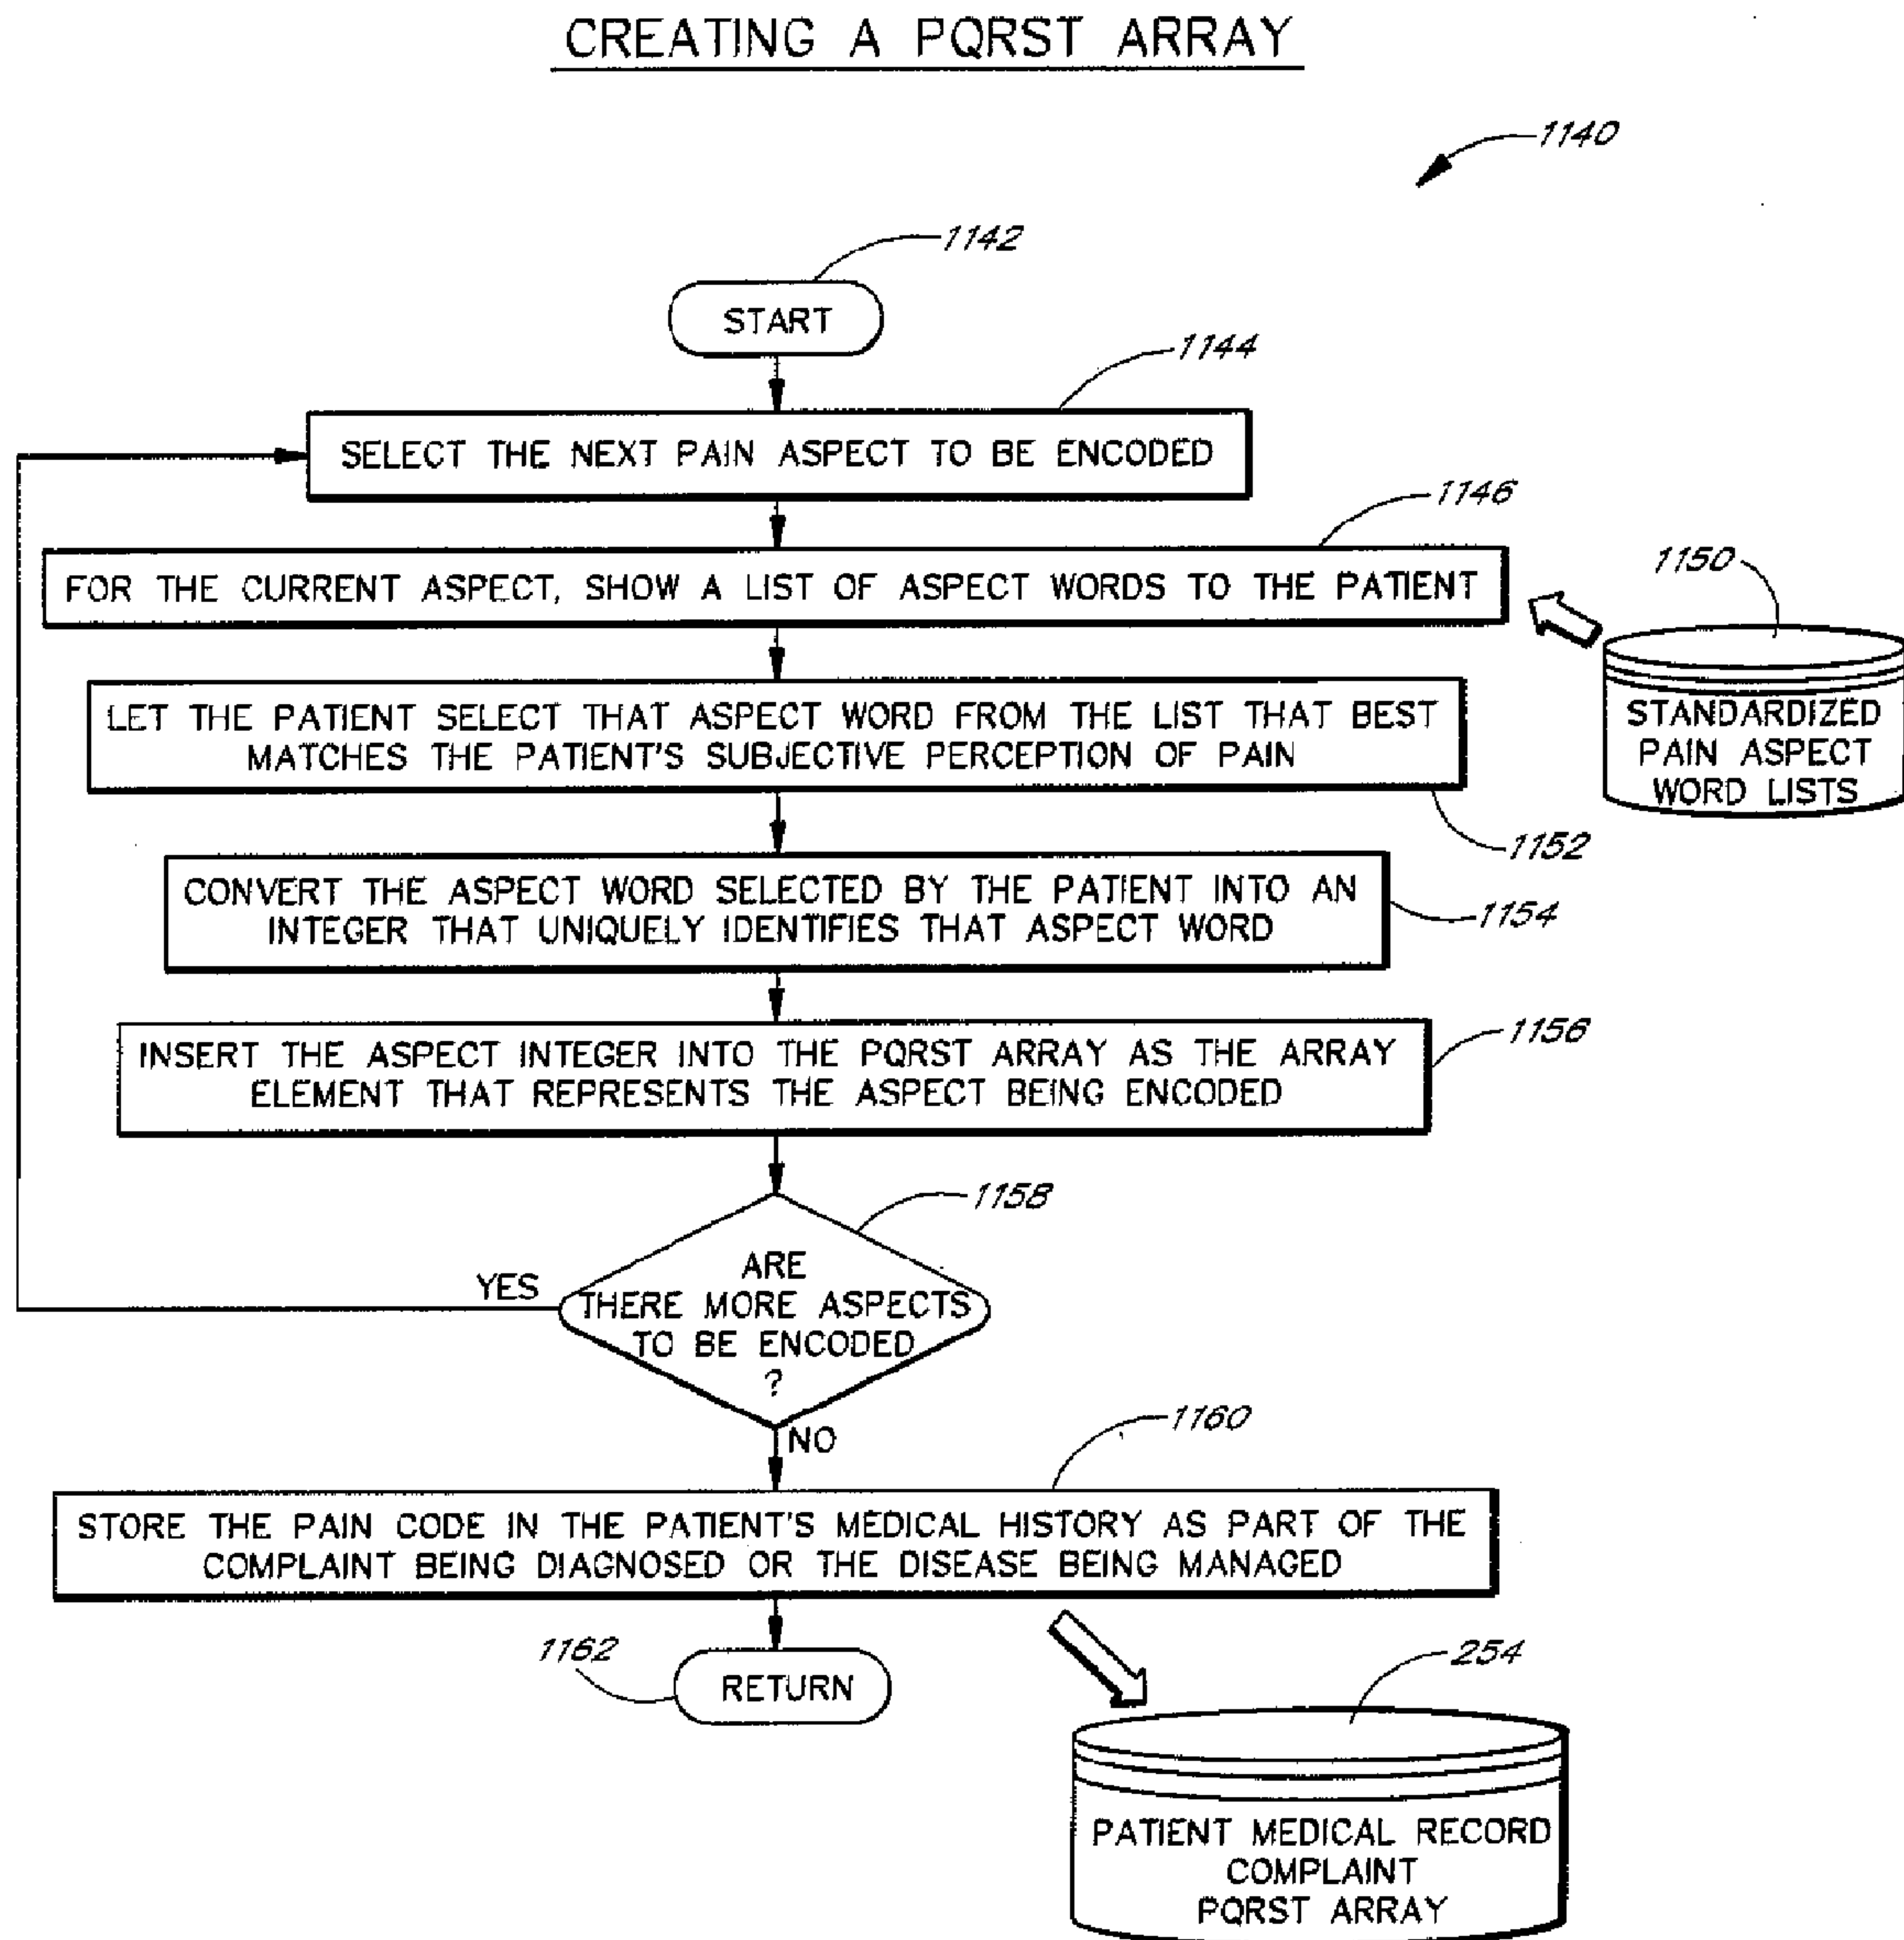 CREATING A PQRST ARRAY
1140
1142
START
1144
SELECT THE NEXT PAIN ASPECT TO BE ENCODED
1146
FOR THE CURRENT ASPECT, SHOW A LIST OF ASPECT WORDS TO THE PATIENT
1150
STANDARDIZED
PAIN ASPECT
WORD LISTS
LET THE PATIENT SELECT THAT ASPECT WORD FROM THE LIST THAT BEST
MATCHES THE PATIENT'S SUBJECTIVE PERCEPTION OF PAIN
1152
CONVERT THE ASPECT WORD SELECTED BY THE PATIENT INTO AN
INTEGER THAT UNIQUELY IDENTIFIES THAT ASPECT WORD
1154
INSERT THE ASPECT INTEGER INTO THE PQRST ARRAY AS THE ARRAY
ELEMENT THAT REPRESENTS THE ASPECT BEING ENCODED
1156
1158
ARE
THERE MORE ASPECTS
TO BE ENCODED
?
YES
NO
1160
STORE THE PAIN CODE IN THE PATIENT'S MEDICAL HISTORY AS PART OF THE
COMPLAINT BEING DIAGNOSED OR THE DISEASE BEING MANAGED
1162
RETURN
254
PATIENT MEDICAL RECORD
COMPLAINT
PQRST ARRAY